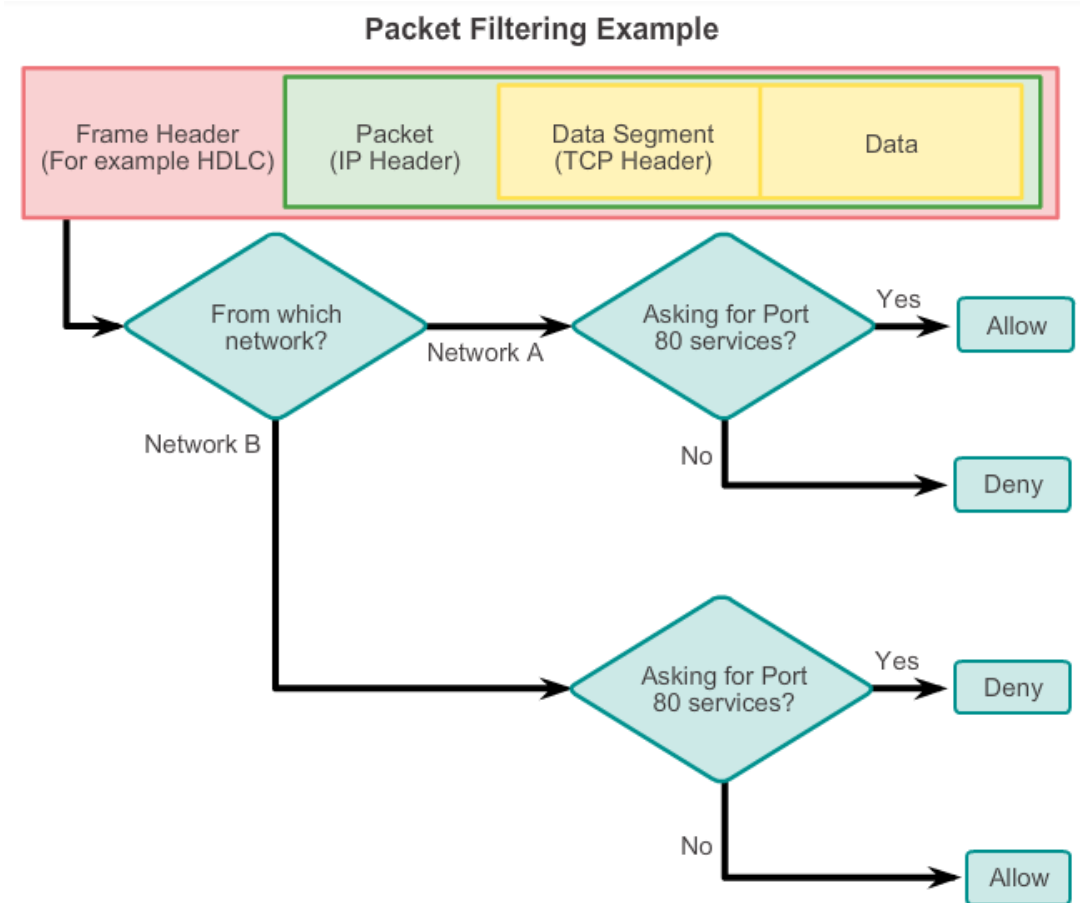 Packet Filtering Example
Frame Header
(For example HDLC)
Packet
(IP Header)
Data Segment
(TCP Header)
Data
From which
network?
Network A
Asking for Port
80 services?
Yes
Allow
No
Deny
Network B
Asking for Port
80 services?
Yes
Deny
No
Allow